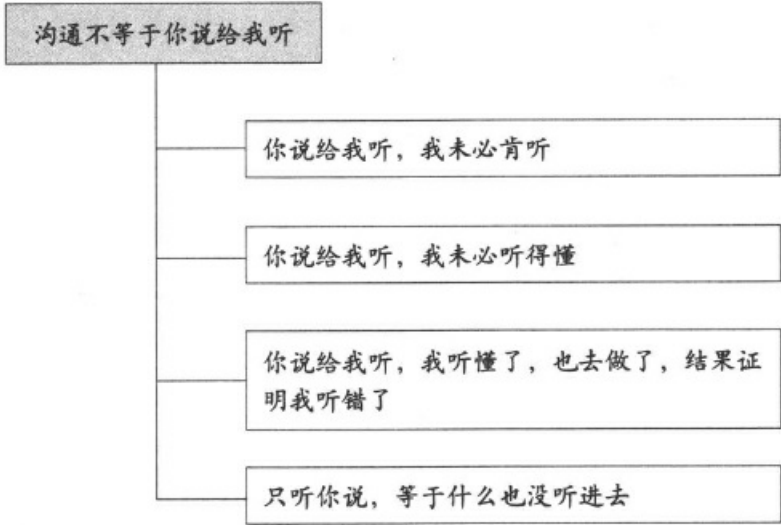 沟通不等于你说给我听
你说给我听，我未必肯听
你说给我听，我未必听得懂
你说给我听，我听懂了，也去做了，结果证
明我听错了
只听你说，等于什么也没听进去